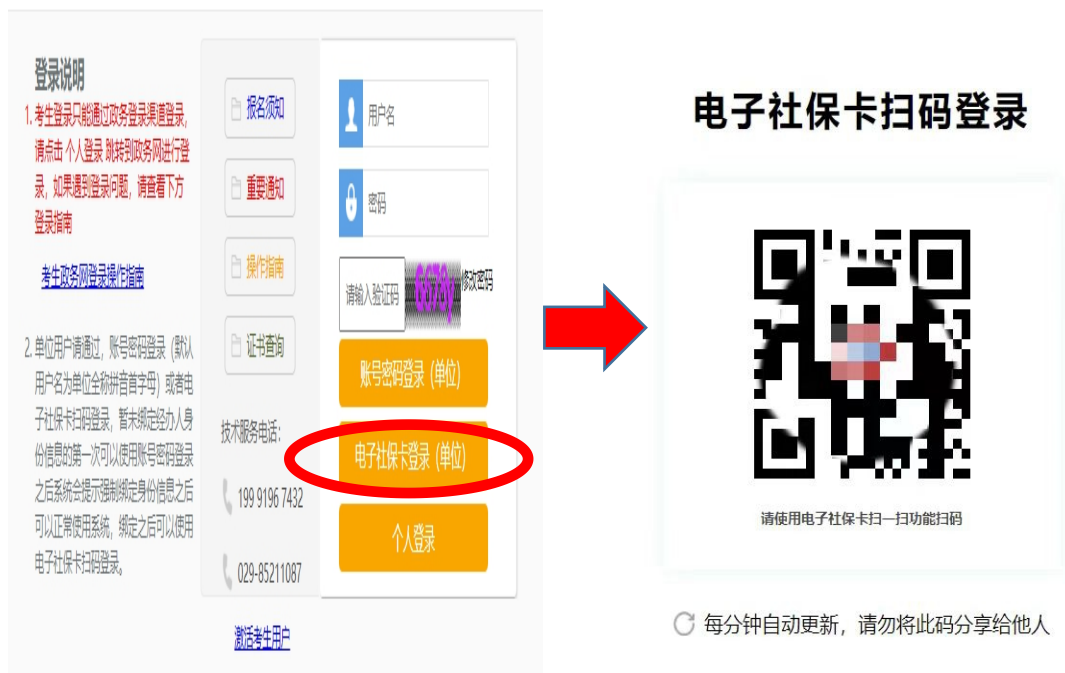 登录说明
1. 考生登录只能通过政务登录渠道登录,
请点击 个人登录 跳转到政务网进行登
录, 如果遇到登录问题, 请查看下方
登录指南
考生政务网登录操作指南
2. 单位用户请通过, 账号密码登录 (默认
用户名为单位全称拼音首字母) 或者电
子社保卡扫码登录, 暂未绑定经办人身
份信息的第一次可以使用账号密码登录
之后系统会提示强制绑定身份信息之后
可以正常使用系统, 绑定之后可以使用
电子社保卡扫码登录。
报名须知
重要通知
操作指南
证书查询
技术服务电话:
199 9196 7432
029-85211087
用户名
密码
请输入验证码
修改密码
账号密码登录 (单位)
电子社保卡登录 (单位)
个人登录
激活考生用户
电子社保卡扫码登录
请使用电子社保卡扫一扫功能扫码
每分钟自动更新, 请勿将此码分享给他人